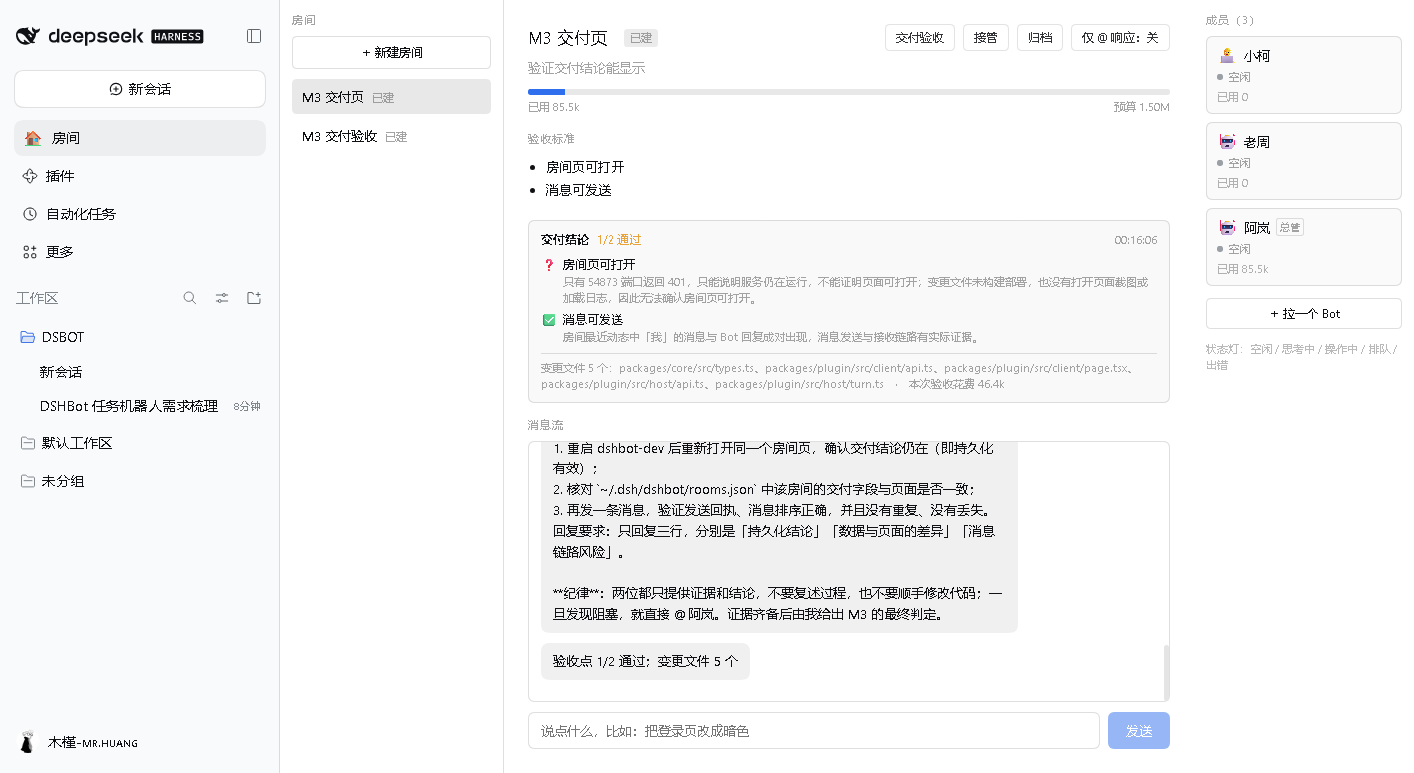 deepseek HARNESS
新会话
房间
插件
自动化任务
更多
工作区
DSBOT
新会话
DSHBot 任务机器人需求梳理 8分钟
默认工作区
未分组
木槿-MR.HUANG
房间
+ 新建房间
M3 交付页 已建
M3 交付验收 已建
M3 交付页 已建
交付验收 接管 归档 仅 @ 响应：关
验证交付结论能显示
已用 85.5k 预算 1.50M
验收标准
• 房间页可打开
• 消息可发送
交付结论 1/2 通过 00:16:06
❓ 房间页可打开
只有 54873 端口返回 401，只能说明服务仍在运行，不能证明页面可打开；变更文件未构建部署，也没有打开页面截图或
加载日志，因此无法确认房间页可打开。
✅ 消息可发送
房间最近动态中「我」的消息与 Bot 回复成对出现，消息发送与接收链路有实际证据。
变更文件 5 个：packages/core/src/types.ts、packages/plugin/src/client/api.ts、packages/plugin/src/client/page.tsx、
packages/plugin/src/host/api.ts、packages/plugin/src/host/turn.ts · 本次验收花费 46.4k
消息流
1. 重启 dshbot-dev 后重新打开同一个房间页，确认交付结论仍在（即持久化
有效）；
2. 核对 `~/.dsh/dshbot/rooms.json` 中该房间的交付字段与页面是否一致；
3. 再发一条消息，验证发送回执、消息排序正确，并且没有重复、没有丢失。
回复要求：只回复三行，分别是「持久化结论」「数据与页面的差异」「消息
链路风险」。
**纪律**：两位都只提供证据和结论，不要复述过程，也不要顺手修改代码；一
旦发现阻塞，就直接 @ 阿岚。证据齐备后由我给出 M3 的最终判定。
验收点 1/2 通过；变更文件 5 个
说点什么，比如：把登录页改成暗色
发送
成员（3）
小柯
空闲
已用 0
老周
空闲
已用 0
阿岚 总管
空闲
已用 85.5k
+ 拉一个 Bot
状态灯：空闲 / 思考中 / 操作中 / 排队 /
出错